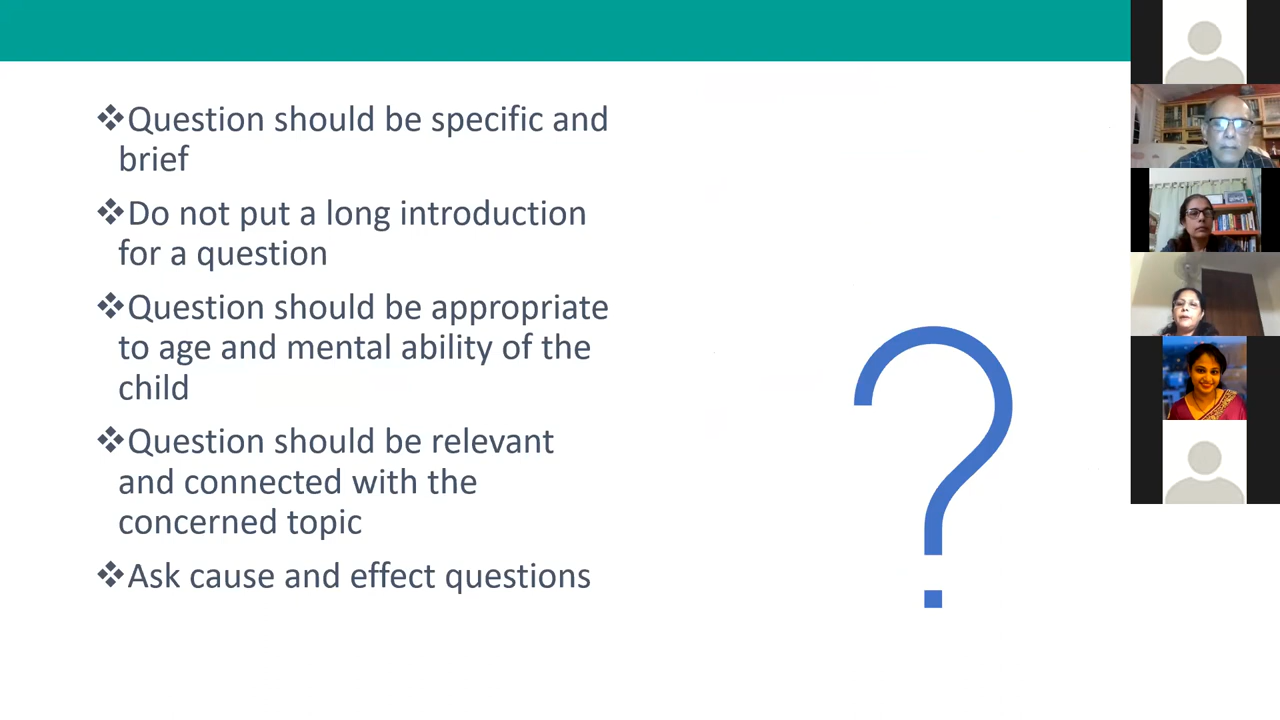 ❖Question should be specific and
brief
❖Do not put a long introduction
for a question
❖Question should be appropriate
to age and mental ability of the
child
❖Question should be relevant
and connected with the
concerned topic
❖Ask cause and effect questions
?